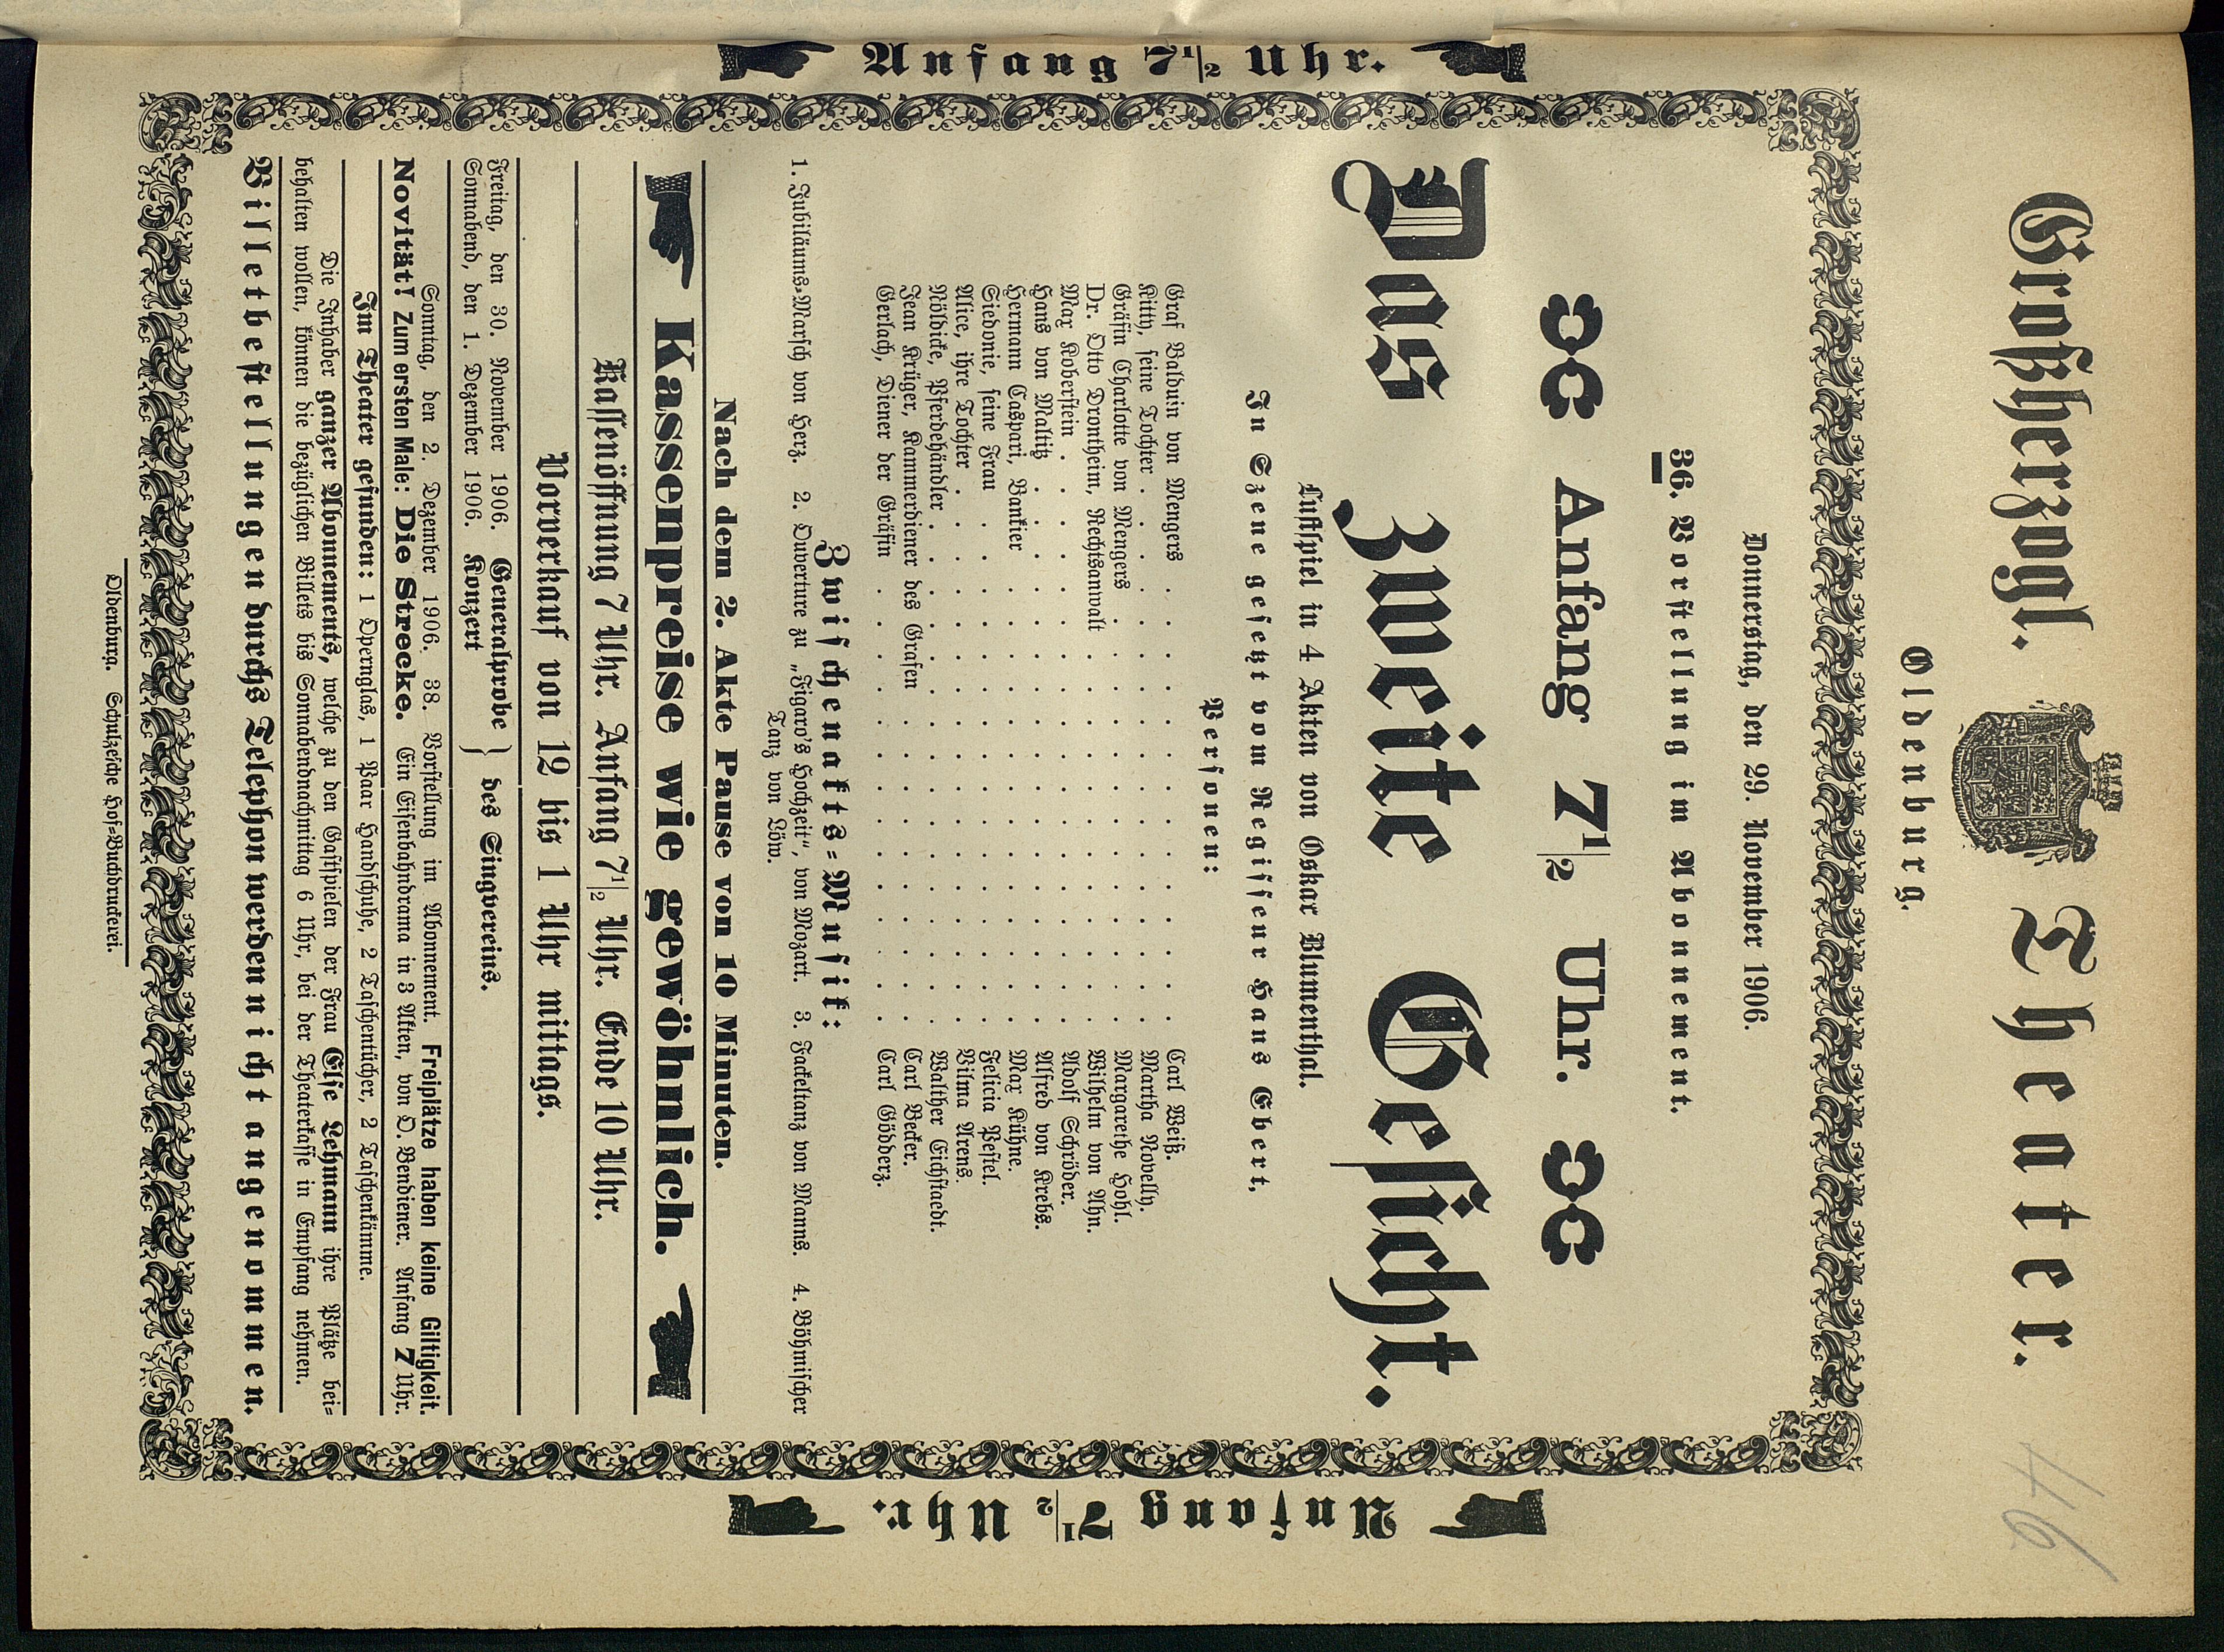 Großherzogl. Theater.
Oldenburg.
Donnerstag, den 29. November 1906.
36. Vorstellung im Abonnement.
Anfang 7½ Uhr.
Das zweite Gesicht.
Lustspiel in 4 Akten von Oskar Blumenthal.
In Szene gesetzt vom Regisseur Hans Ebert,
Personen:
Graf Balduin von Mengers . . . . . . . . . . . . . Carl Weiß.
Kitty, seine Tochter . . . . . . . . . . . . . . . Martha Novelly.
Gräfin Charlotte von Mengers . . . . . . . . . . . . . Margarethe Hohl.
Dr. Otto Drontheim, Rechtsanwalt . . . . . . . . . . . . Wilhelm von Ahn.
Max Koberstein . . . . . . . . . . . . . . . . Adolf Schröder.
Hans von Maltitz . . . . . . . . . . . . . . . Alfred von Krebs.
Hermann Caspari, Bankier . . . . . . . . . . . . . . Max Kühne.
Siedonie, seine Frau . . . . . . . . . . . . . . . Felicia Pestel.
Alice, ihre Tochter . . . . . . . . . . . . . . . Vilma Arens.
Nöldicke, Pferdehändler . . . . . . . . . . . . . . . Walther Eichstaedt.
Jean Krüger, Kammerdiener des Grafen . . . . . . . . . . Carl Becker.
Gerlach, Diener der Gräfin . . . . . . . . . . . . . Carl Gödderz.
Zwischenakts-Musik:
1. Jubiläums-Marsch von Herz. 2. Ouverture zu „Figaro's Hochzeit", von Mozart. 3. Fackeltanz von Manns. 4. Böhmischer
Tanz von Löw.
Nach dem 2. Akte Pause von 10 Minuten.
Kassenpreise wie gewöhnlich.
Kassenöffnung 7 Uhr. Anfang 7½ Uhr. Ende 10 Uhr.
Vorverkauf von 12 bis 1 Uhr mittags.
Freitag, den 30. November 1906. Generalprobe } des Singvereins.
Sonnabend, den 1. Dezember 1906. Konzert
Sonntag, den 2. Dezember 1906. 38. Vorstellung im Abonnement. Freiplätze haben keine Giltigkeit.
Novität! Zum ersten Male: Die Strecke. Ein Eisenbahndrama in 3 Akten, von O. Bendiener. Anfang 7 Uhr.
Im Theater gefunden: 1 Opernglas, 1 Paar Handschuhe, 2 Taschentücher, 2 Taschenkämme.
Die Inhaber ganzer Abonnements, welche zu den Gastspielen der Frau Else Lehmann ihre Plätze bei-
behalten wollen, können die bezüglichen Billets bis Sonnabendnachmittag 6 Uhr, bei der Theaterkasse in Empfang nehmen.
Billetbestellungen durchs Telephon werden nicht angenommen.
Oldenburg. Schulzesche Hof-Buchdruckerei.
Anfang 7½ Uhr.
Anfang 7½ Uhr.